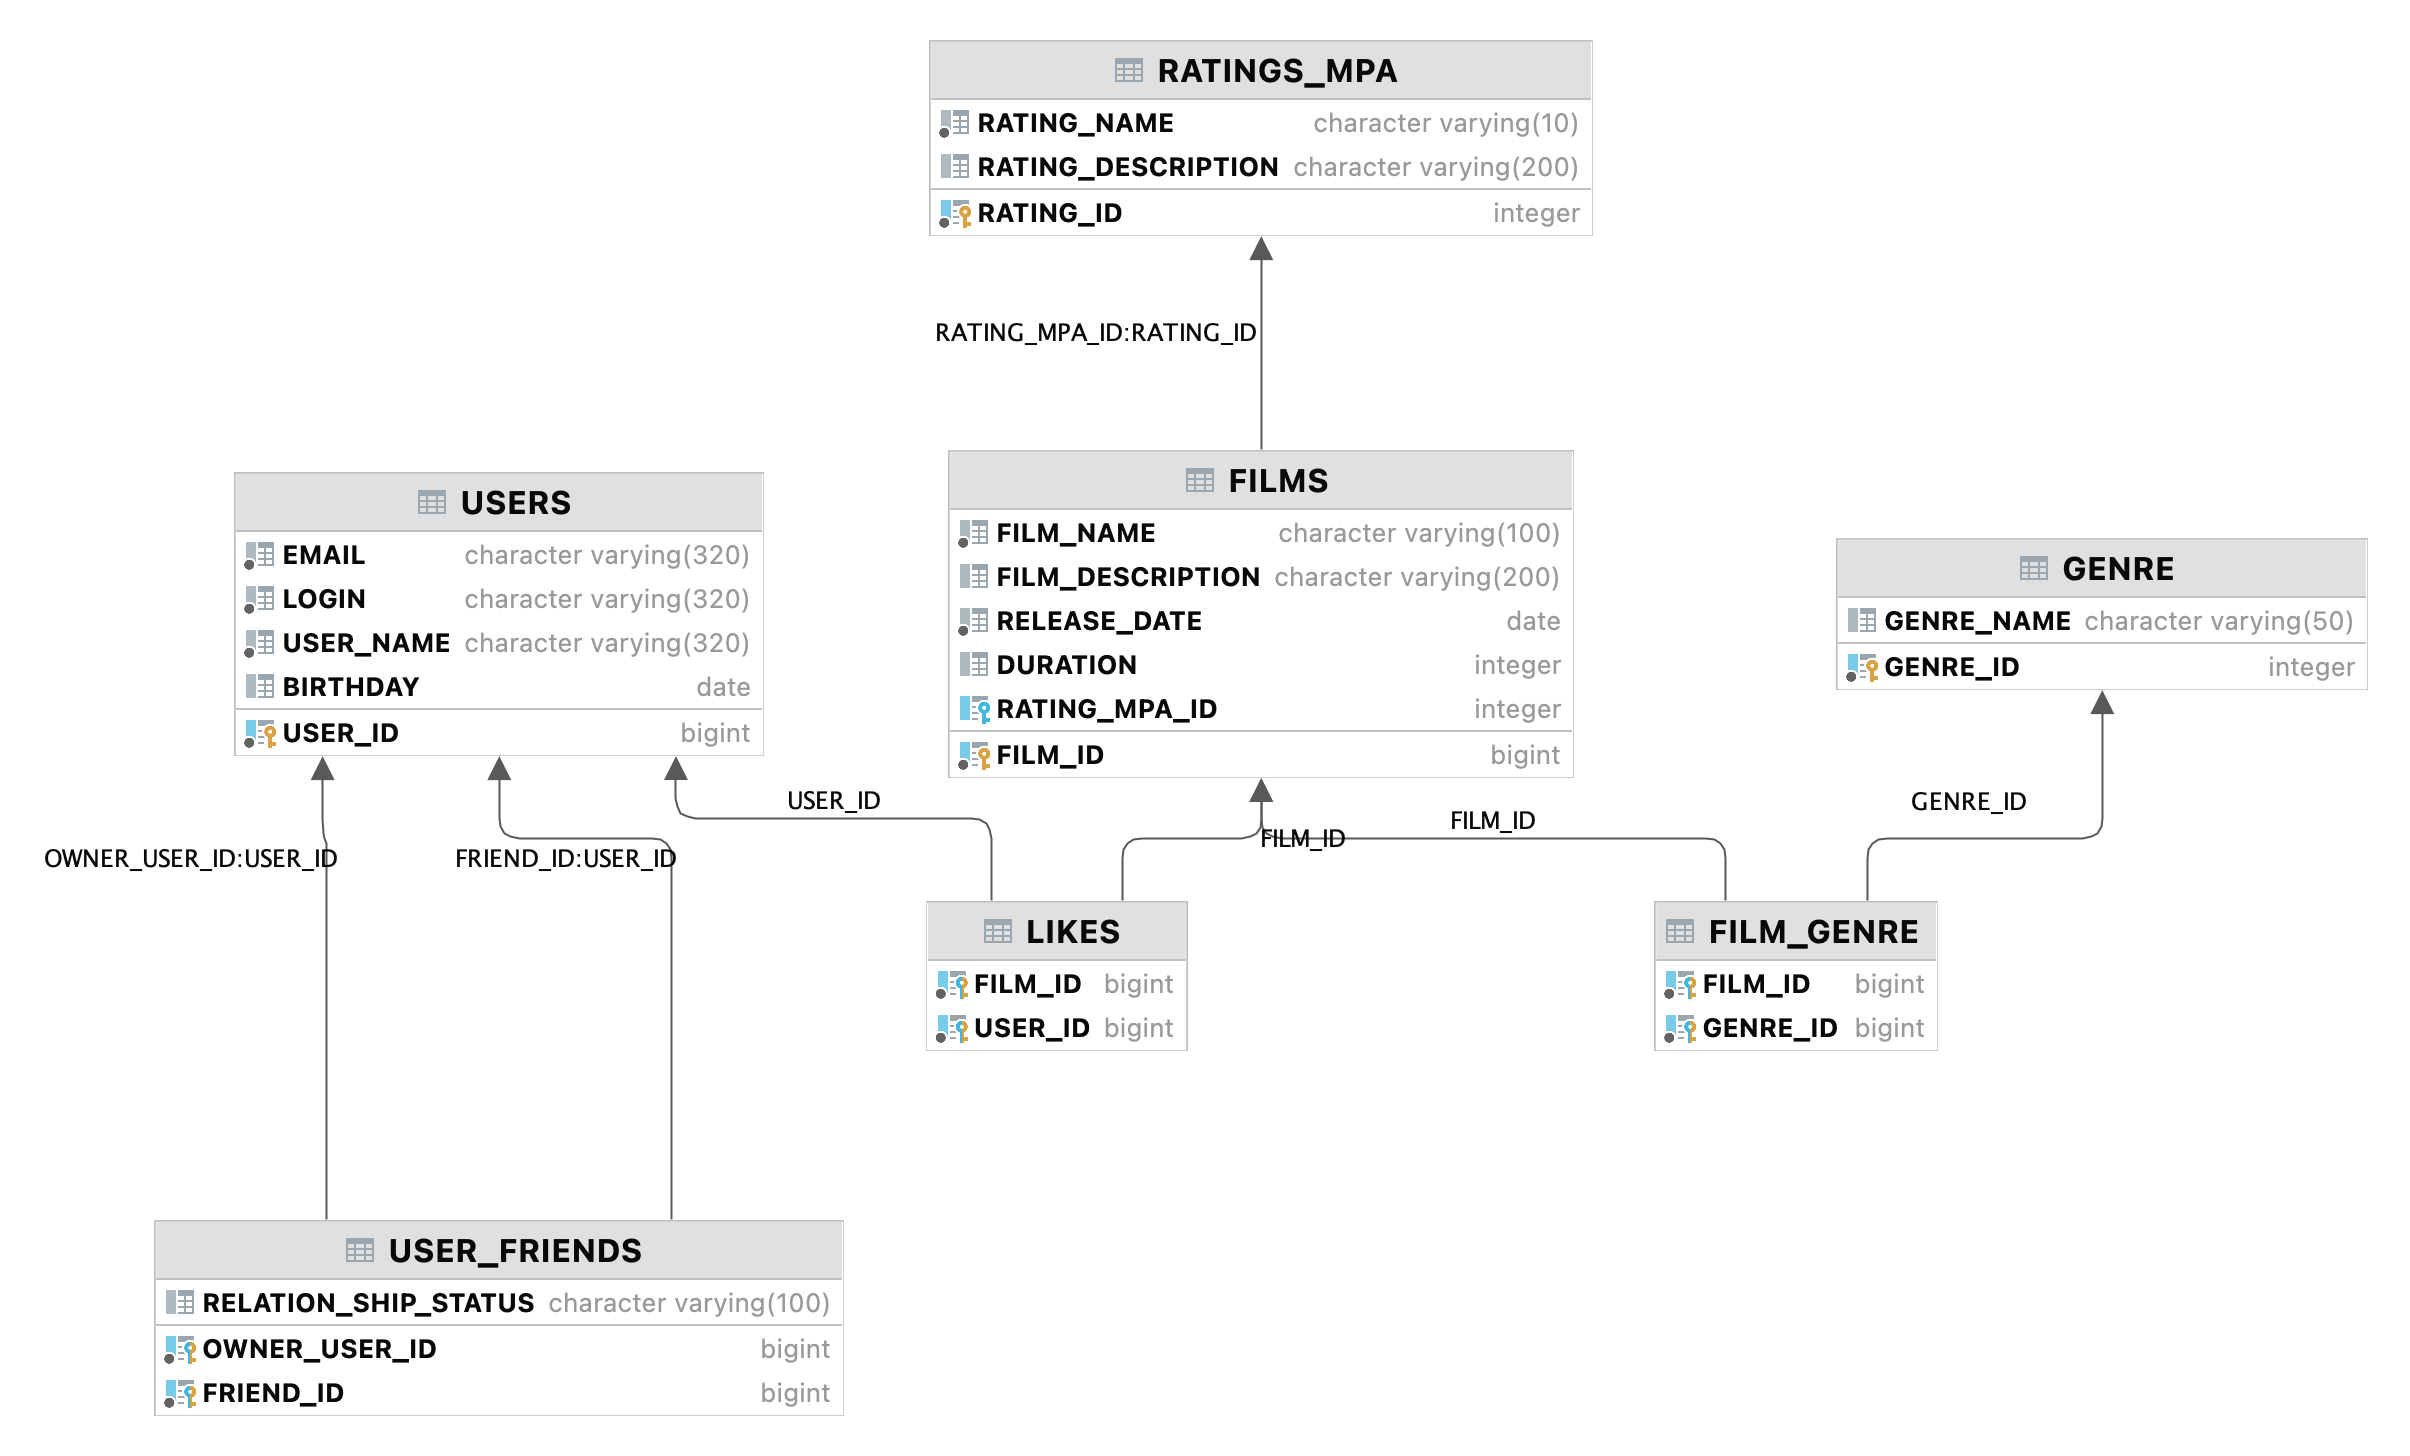 RATINGS_MPA
RATING_NAME character varying(10)
RATING_DESCRIPTION character varying(200)
RATING_ID integer
RATING_MPA_ID:RATING_ID
USERS
EMAIL character varying(320)
LOGIN character varying(320)
USER_NAME character varying(320)
BIRTHDAY date
USER_ID bigint
FILMS
FILM_NAME character varying(100)
FILM_DESCRIPTION character varying(200)
RELEASE_DATE date
DURATION integer
RATING_MPA_ID integer
FILM_ID bigint
GENRE
GENRE_NAME character varying(50)
GENRE_ID integer
USER_ID
FILM_ID
FILM_ID
GENRE_ID
OWNER_USER_ID:USER_ID
FRIEND_ID:USER_ID
LIKES
FILM_ID bigint
USER_ID bigint
FILM_GENRE
FILM_ID bigint
GENRE_ID bigint
USER_FRIENDS
RELATION_SHIP_STATUS character varying(100)
OWNER_USER_ID bigint
FRIEND_ID bigint